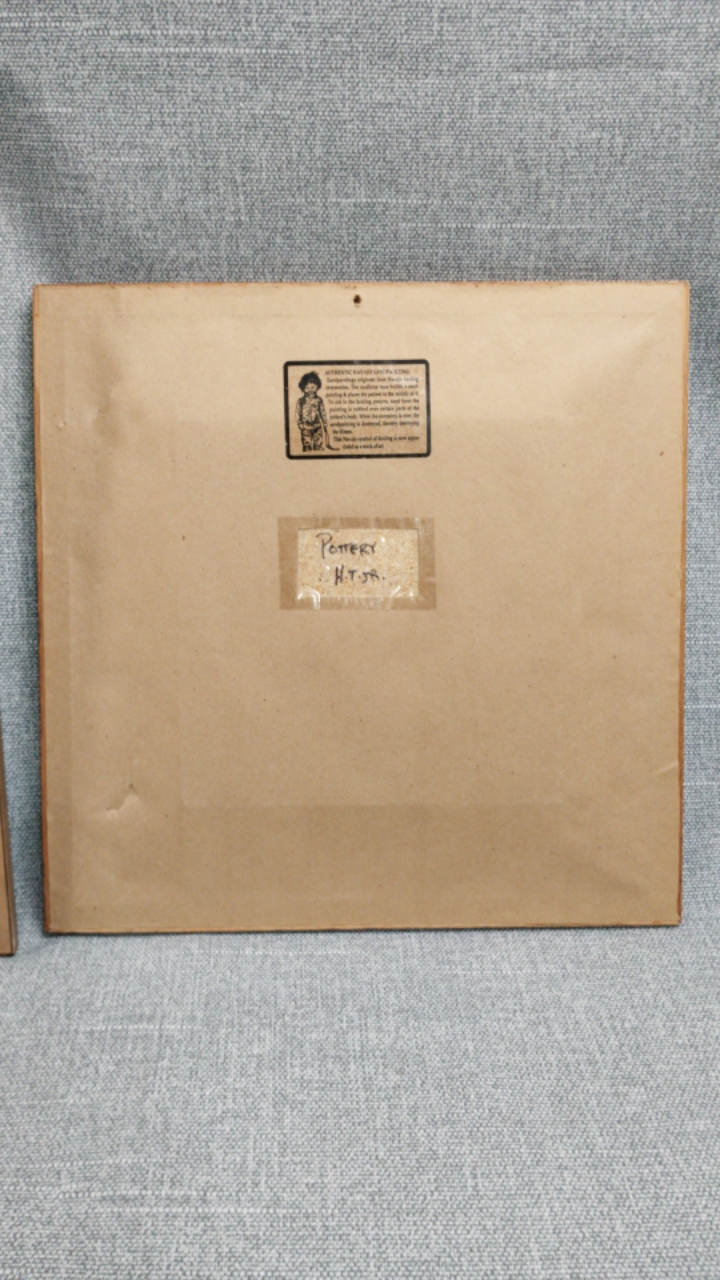 AUTHENTIC NAVAJO SANDPAINTING
Sandpaintings originate from Navajo healing
ceremonies. The medicine man builds a sand-
painting & places the patient in the middle of it.
To aid in the healing process, sand from the
painting is rubbed over certain parts of the
patient's body. When the ceremony is over, the
sandpainting is destroyed, thereby destroying
the illness.
This Navajo symbol of healing is now appre-
ciated as a work of art.
POTTERY
H.T. JR.